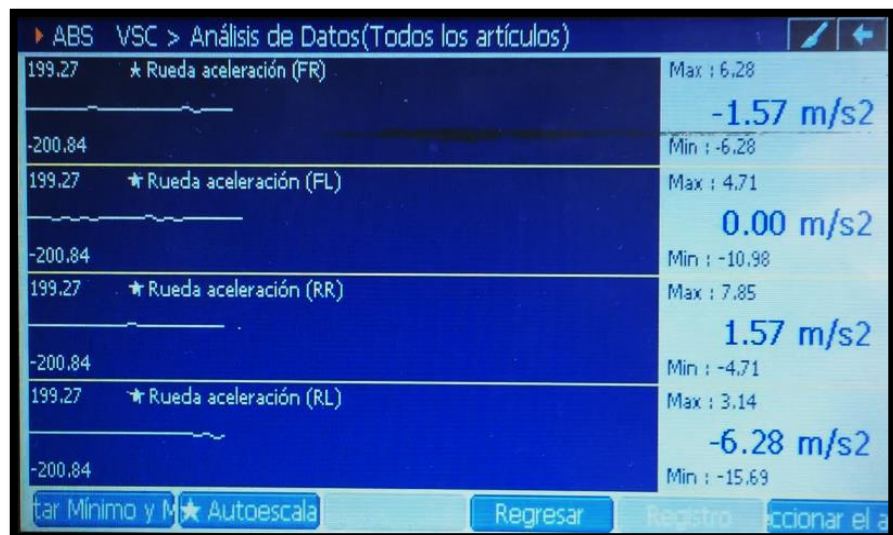 ABS VSC > Análisis de Datos(Todos los artículos)
199.27 ★ Rueda aceleración (FR) Max : 6.28
-1.57 m/s2
-200.84 Min : -6.28
199.27 ★ Rueda aceleración (FL) Max : 4.71
0.00 m/s2
-200.84 Min : -10.98
199.27 ★ Rueda aceleración (RR) Max : 7.85
1.57 m/s2
-200.84 Min : -4.71
199.27 ★ Rueda aceleración (RL) Max : 3.14
-6.28 m/s2
-200.84 Min : -15.69
tar Mínimo y M ★ Autoescala Regresar Registro ccionar el a